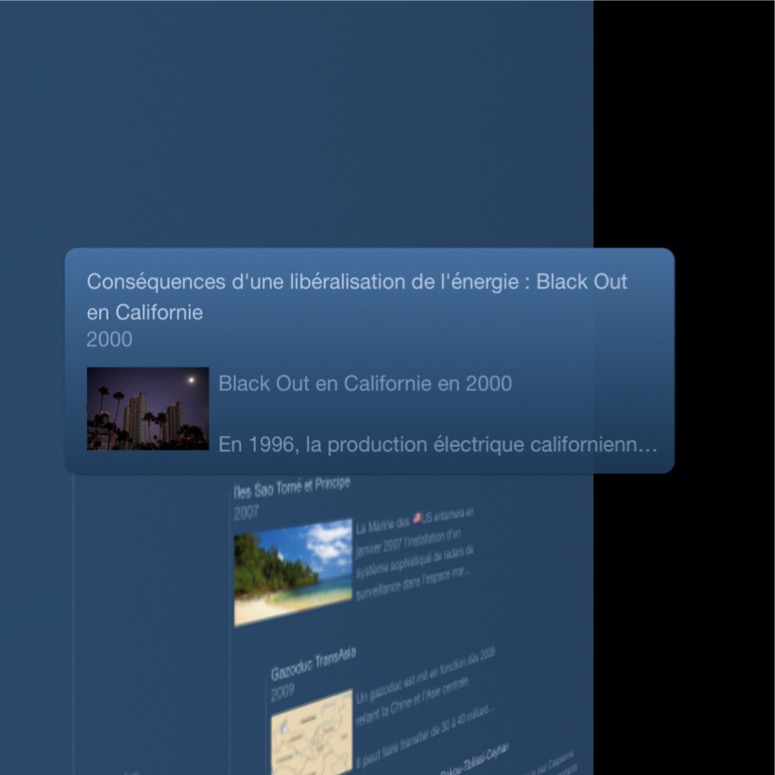 Conséquences d'une libéralisation de l'énergie : Black Out
en Californie
2000
Black Out en Californie en 2000
En 1996, la production électrique californienn…
Iles Sao Tomé et Principe
2007
La Marine des US entamera en
janvier 2007 l'installation d'un
système sophistiqué de radars de
surveillance dans l'espace mar...
Gazoduc TransAsia
2009
Un gazoduc est mit en fonction dès 2009
reliant la Chine et l'Asie centrale.
Il peut faire transiter de 30 à 40 milliard...
-Tbilissi-Ceyhan